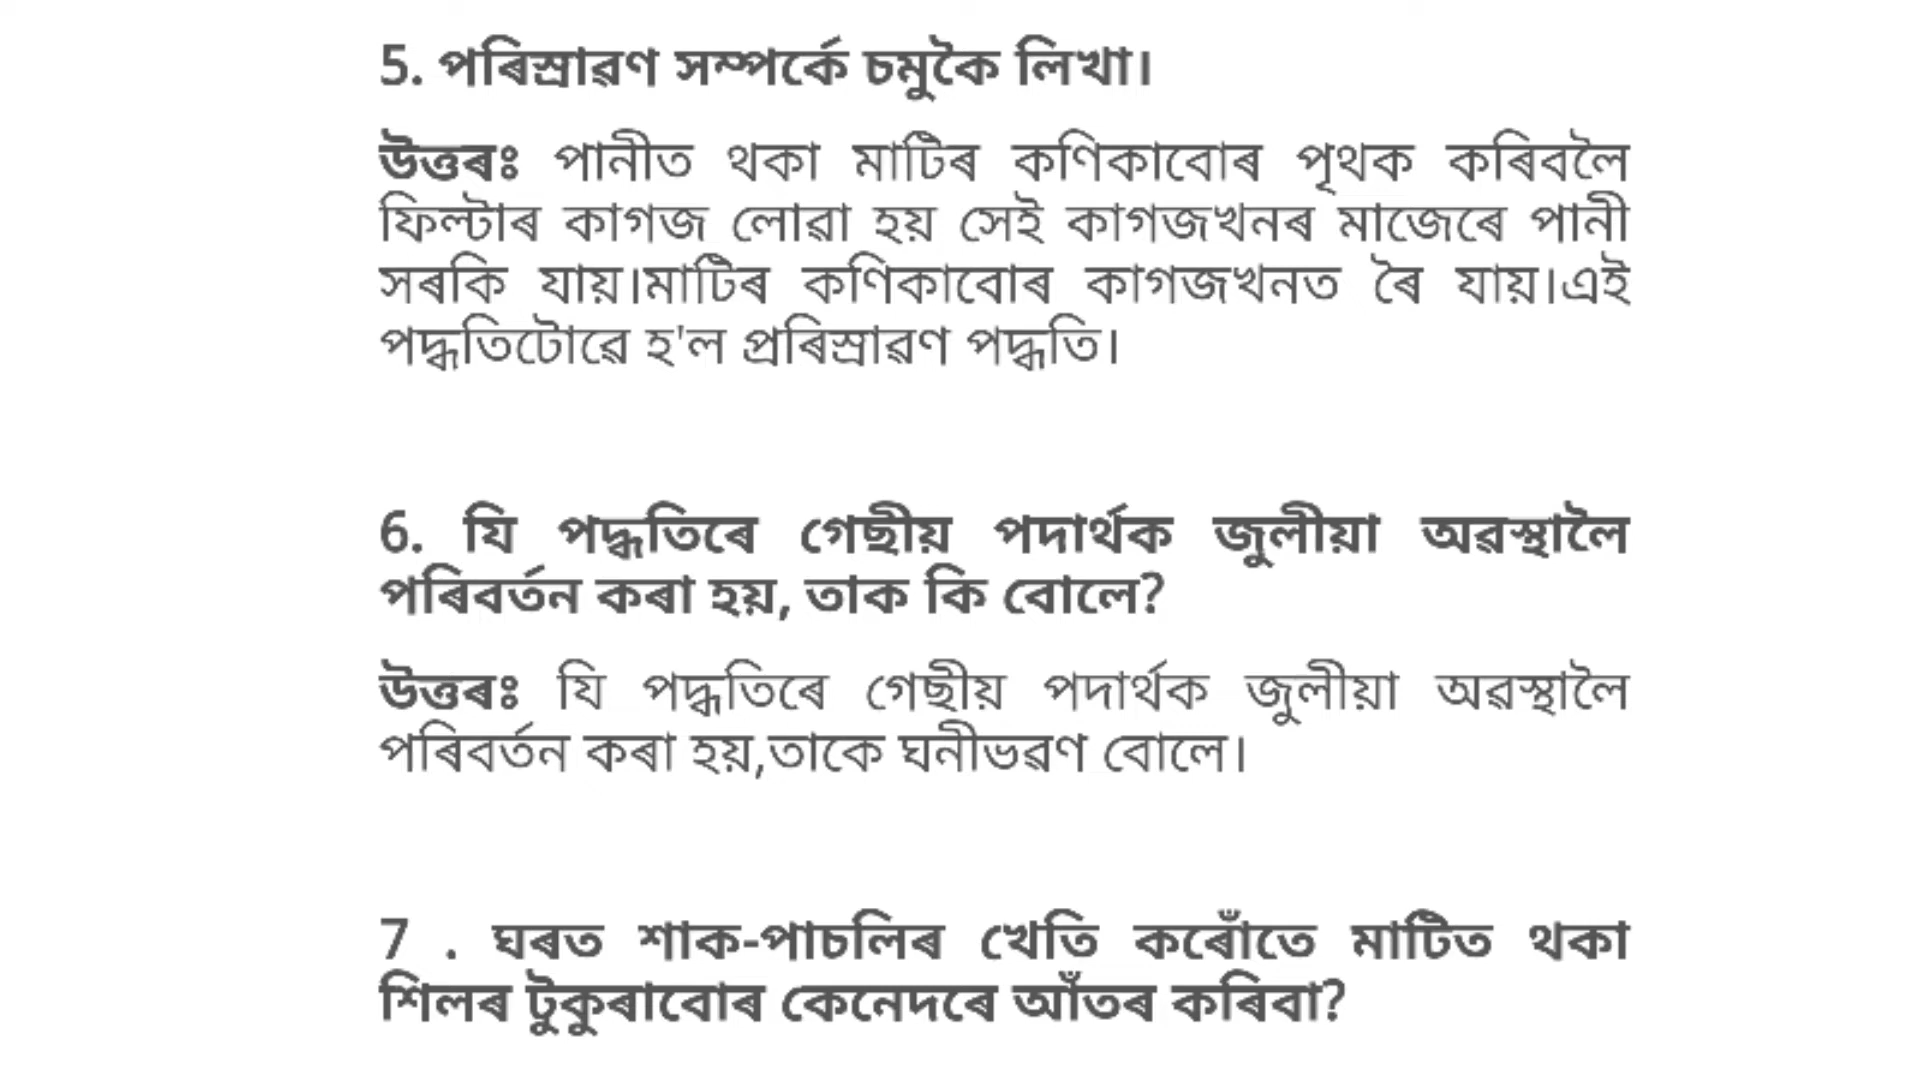 5. পৰিস্ৰাৱণ সম্পৰ্কে চমুকৈ লিখা।
উত্তৰঃ পানীত থকা মাটিৰ কণিকাবোৰ পৃথক কৰিবলৈ
ফিল্টাৰ কাগজ লোৱা হয় সেই কাগজখনৰ মাজেৰে পানী
সৰকি যায়।মাটিৰ কণিকাবোৰ কাগজখনত ৰৈ যায়।এই
পদ্ধতিটোৱে হ'ল প্ৰৰিস্ৰাৱণ পদ্ধতি।
6. যি পদ্ধতিৰে গেছীয় পদাৰ্থক জুলীয়া অৱস্থালৈ
পৰিবৰ্তন কৰা হয়, তাক কি বোলে?
উত্তৰঃ যি পদ্ধতিৰে গেছীয় পদাৰ্থক জুলীয়া অৱস্থালৈ
পৰিবৰ্তন কৰা হয়,তাকে ঘনীভৱণ বোলে।
7 . ঘৰত শাক-পাচলিৰ খেতি কৰোঁতে মাটিত থকা
শিলৰ টুকুৰাবোৰ কেনেদৰে আঁতৰ কৰিবা?